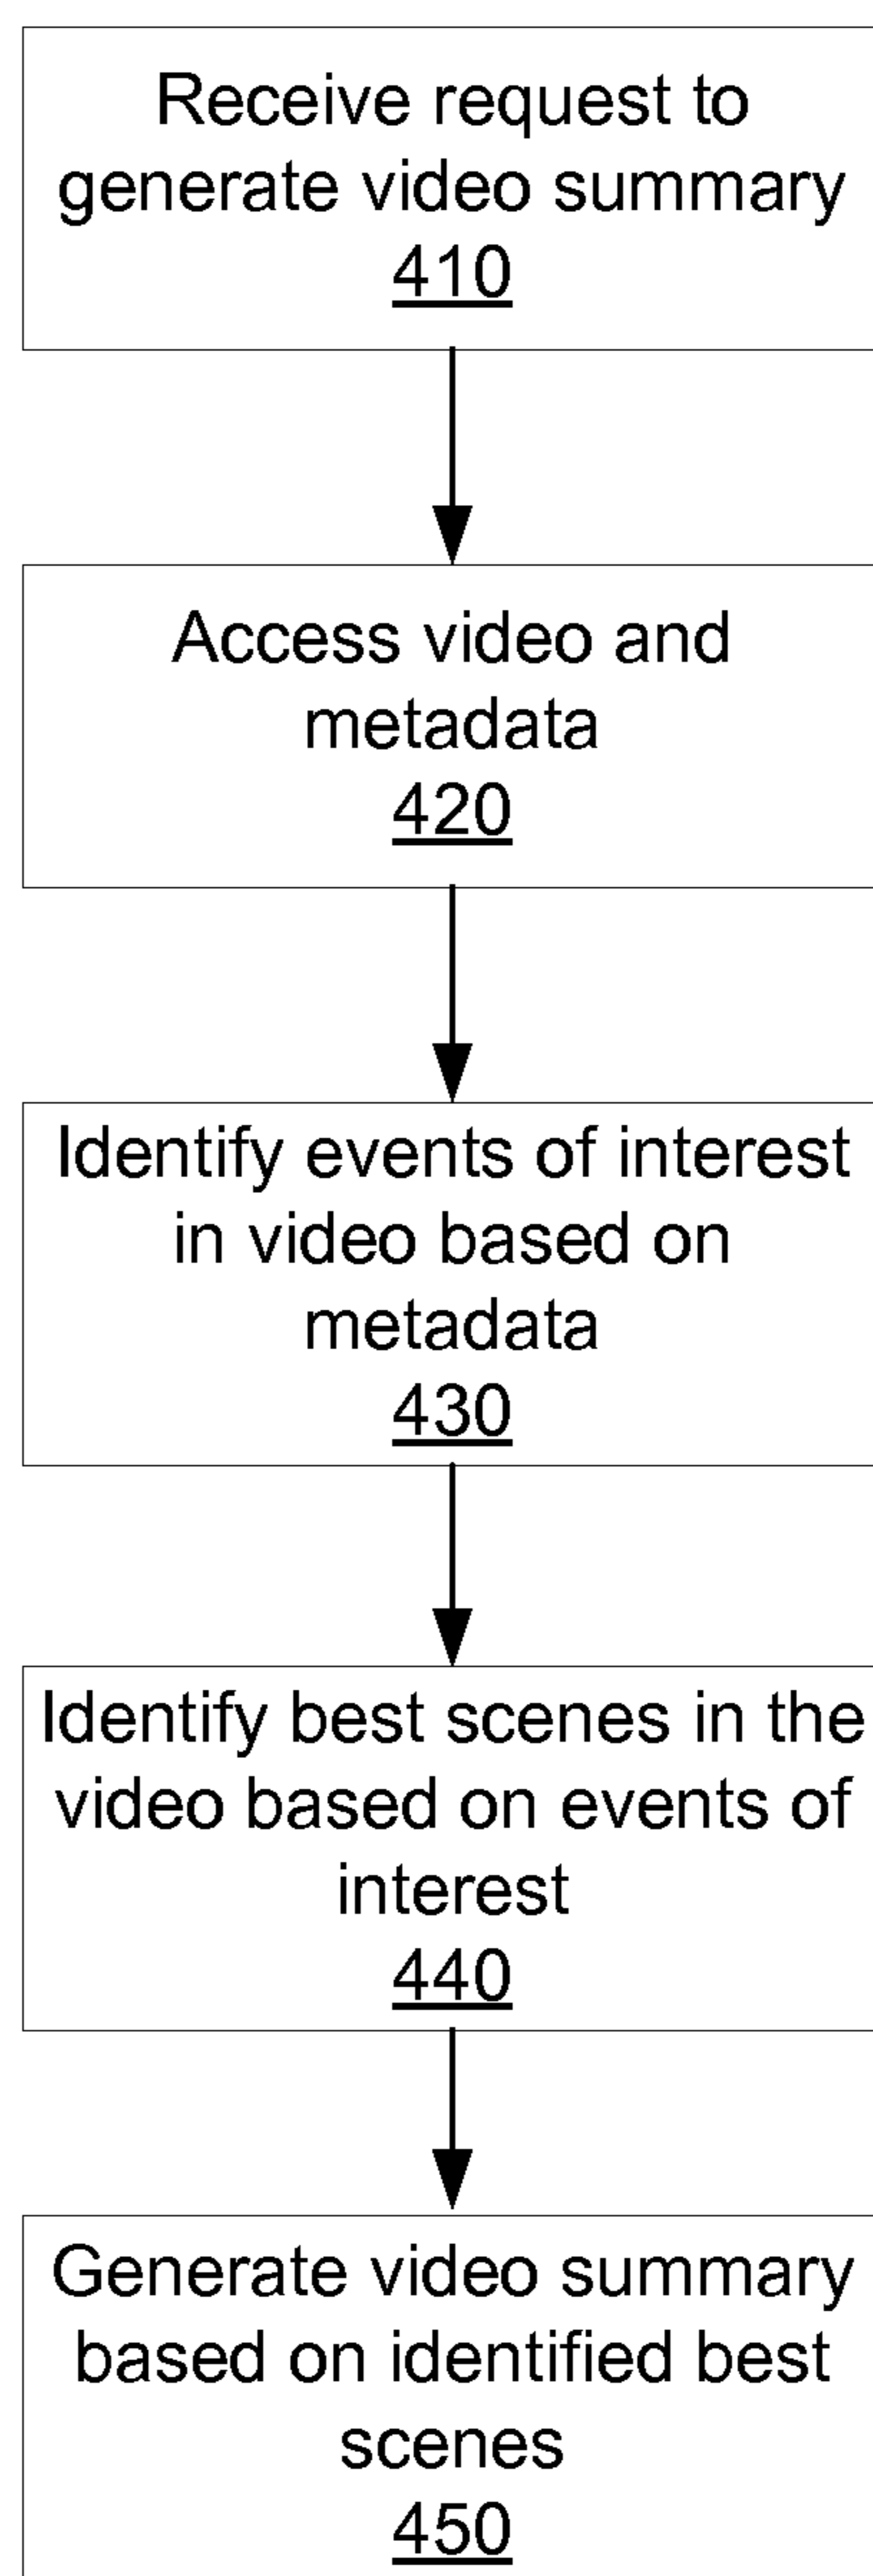 Receive request to
generate video summary
410
Access video and
metadata
420
Identify events of interest
in video based on
metadata
430
Identify best scenes in the
video based on events of
interest
440
Generate video summary
based on identified best
scenes
450